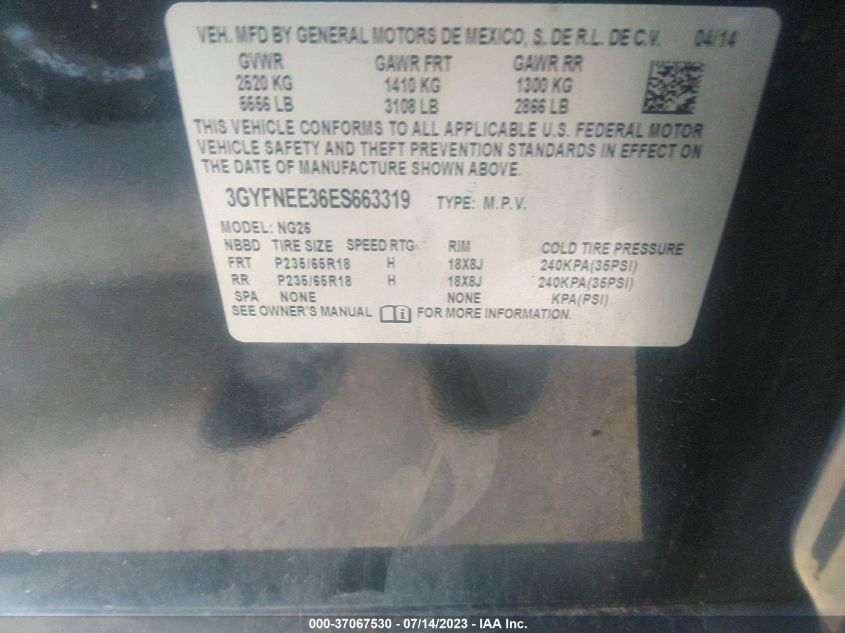 VEH. MFD BY GENERAL MOTORS DE MEXICO, S. DE R.L. DE C.V. 04/14
GVWR GAWR FRT GAWR RR
2520 KG 1410 KG 1300 KG
5556 LB 3108 LB 2866 LB
THIS VEHICLE CONFORMS TO ALL APPLICABLE U.S. FEDERAL MOTOR
VEHICLE SAFETY AND THEFT PREVENTION STANDARDS IN EFFECT ON
THE DATE OF MANUFACTURE SHOWN ABOVE.
3GYFNEE36ES663319 TYPE: M.P.V.
MODEL: NG26
NBBD TIRE SIZE SPEED RTG RIM COLD TIRE PRESSURE
FRT P235/65R18 H 18X8J 240KPA(35PSI)
RR P235/65R18 H 18X8J 240KPA(35PSI)
SPA NONE NONE KPA(PSI)
SEE OWNER'S MANUAL FOR MORE INFORMATION.
000-37067530 - 07/14/2023 - IAA Inc.